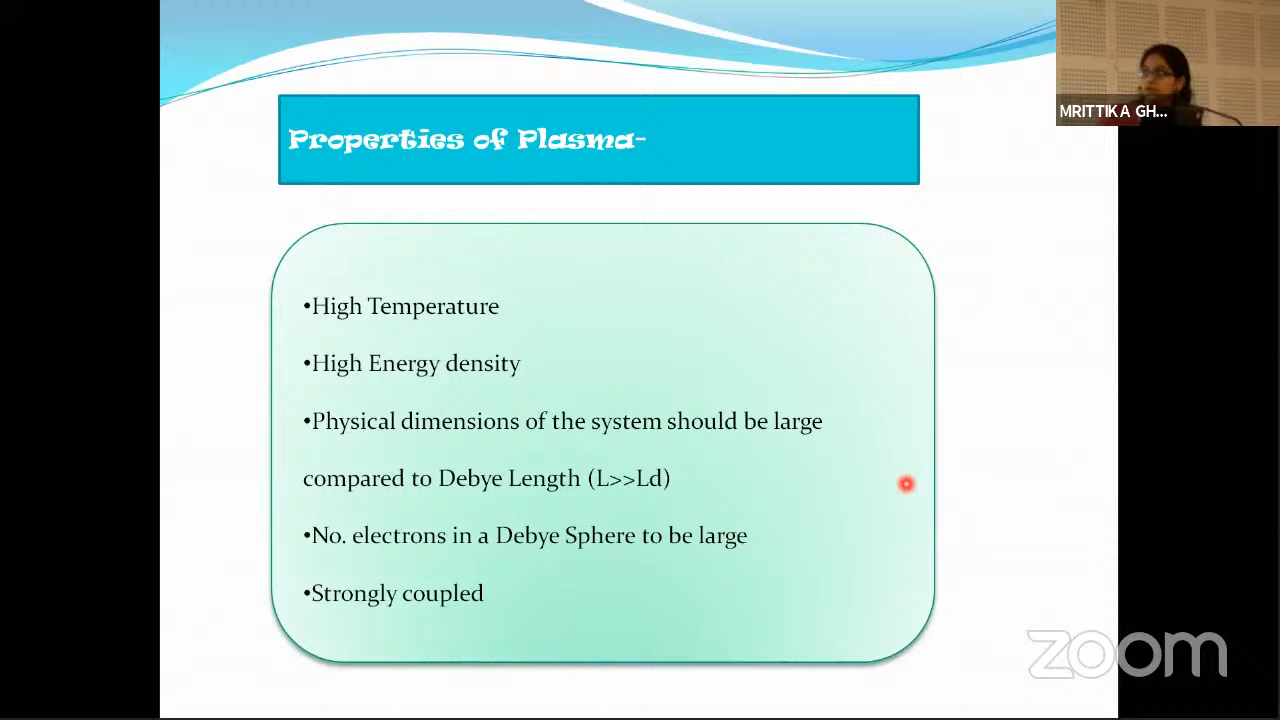 Properties of Plasma-
MRITTIKA GH...
•High Temperature
•High Energy density
•Physical dimensions of the system should be large
compared to Debye Length (L>>Ld)
•No. electrons in a Debye Sphere to be large
•Strongly coupled
zoom